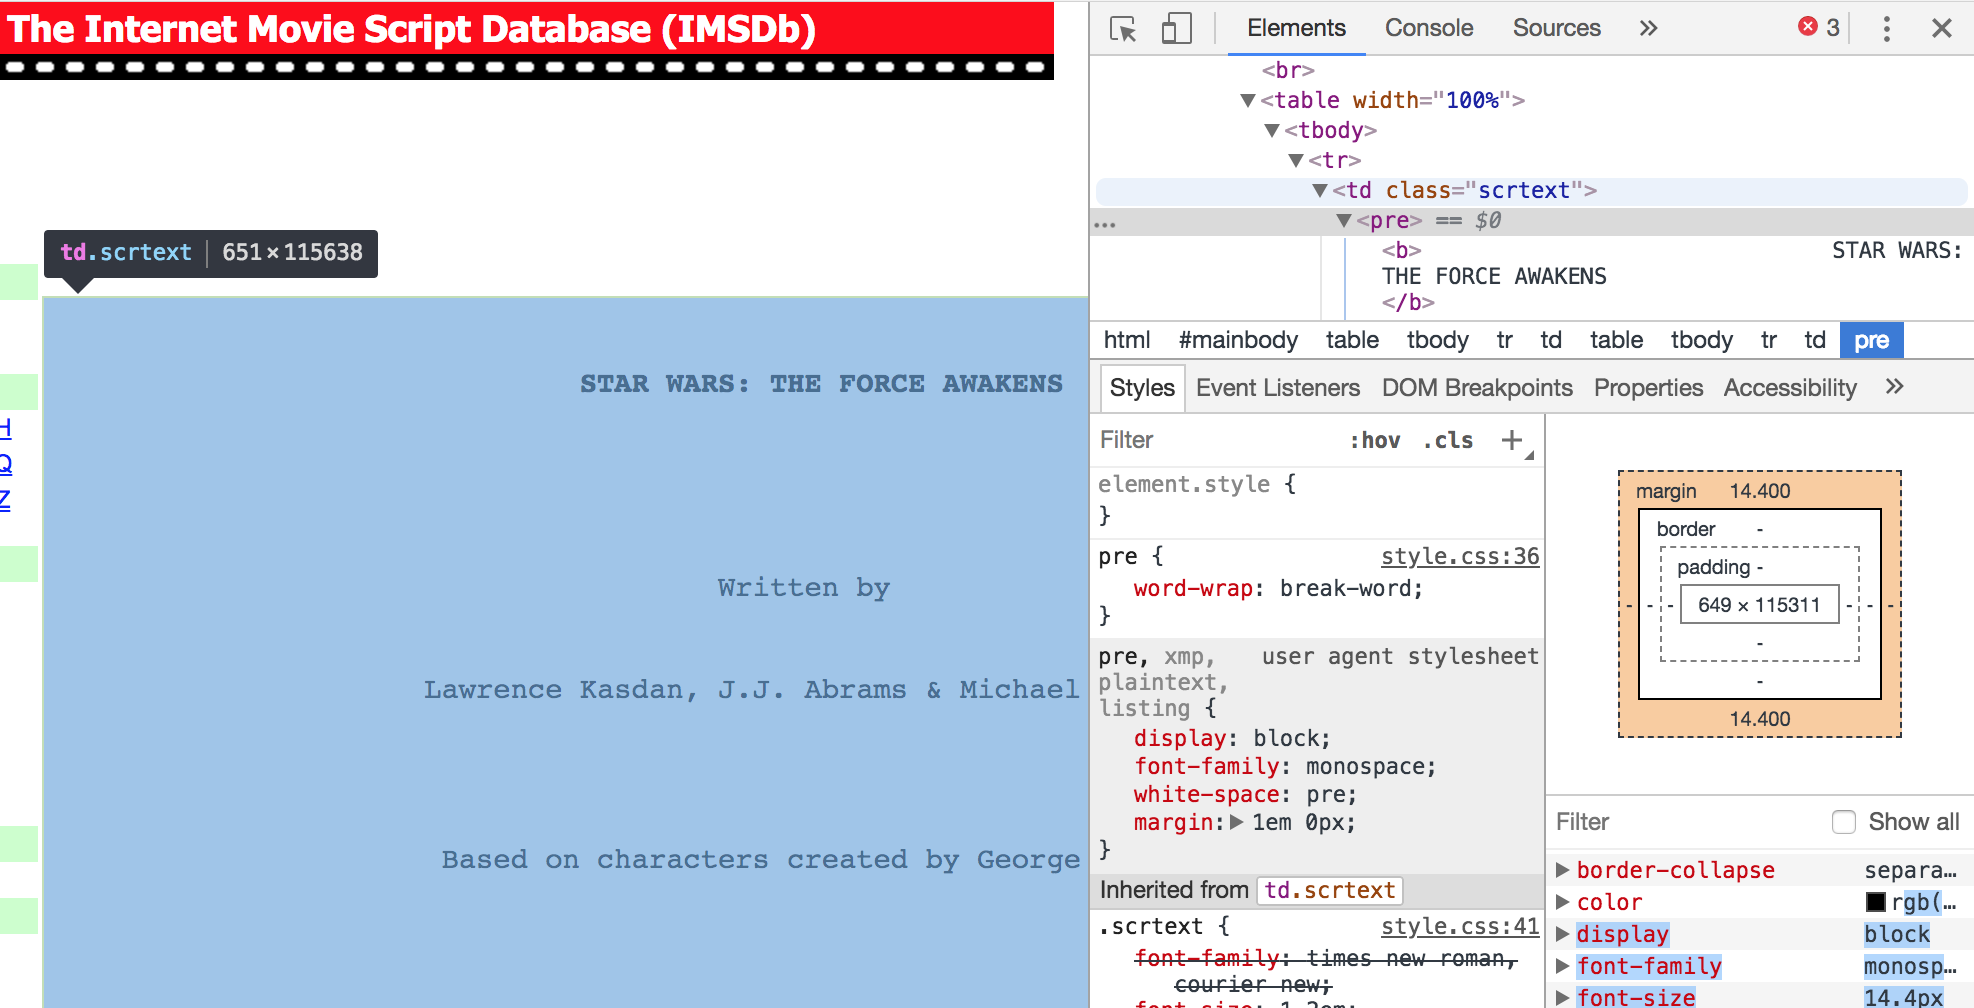 The Internet Movie Script Database (IMSDb)
td.scrtext | 651 × 115638
H
Q
Z
STAR WARS: THE FORCE AWAKENS
Written by
Lawrence Kasdan, J.J. Abrams & Michael
Based on characters created by George
Elements Console Sources » 3
<br>
<table width="100%">
<tbody>
<tr>
<td class="scrtext">
... <pre> == $0
<b> STAR WARS:
THE FORCE AWAKENS
</b>
html #mainbody table tbody tr td table tbody tr td pre
Styles Event Listeners DOM Breakpoints Properties Accessibility »
Filter :hov .cls +
element.style {
}
pre { style.css:36
word-wrap: break-word;
}
pre, xmp, user agent stylesheet
plaintext,
listing {
display: block;
font-family: monospace;
white-space: pre;
margin: 1em 0px;
}
Inherited from td.scrtext
.scrtext { style.css:41
font-family: times new roman,
courier new;
font-size: 1.2em;
margin 14.400
border -
padding -
- - - 649 × 115311 - - -
-
-
14.400
Filter Show all
border-collapse separa…
color rgb(…
display block
font-family monosp…
font-size 14.4px